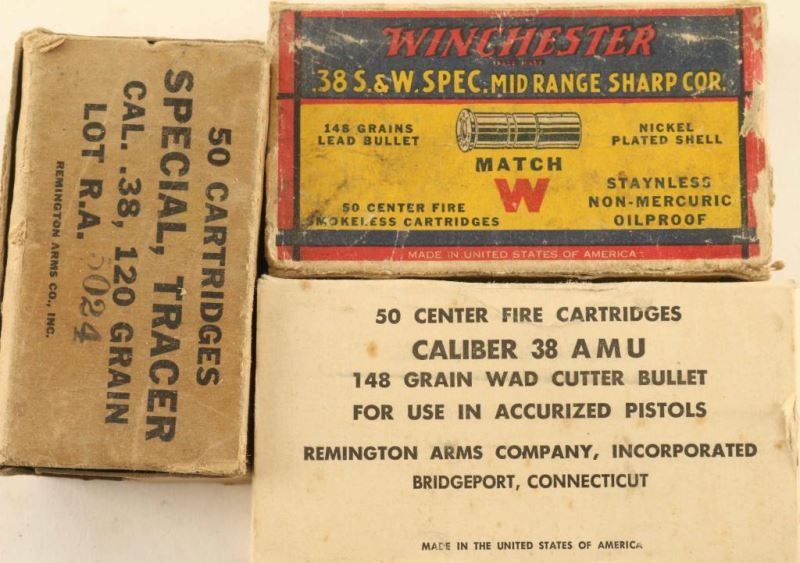 50 CARTRIDGES
SPECIAL, TRACER
CAL. .38, 120 GRAIN
LOT R.A. 5024
REMINGTON ARMS CO., INC.
WINCHESTER
TRADE MARK
.38 S.&W. SPEC. MID RANGE SHARP COR.
148 GRAINS
LEAD BULLET
NICKEL
PLATED SHELL
MATCH
W
50 CENTER FIRE
SMOKELESS CARTRIDGES
STAYNLESS
NON-MERCURIC
OILPROOF
MADE IN UNITED STATES OF AMERICA
50 CENTER FIRE CARTRIDGES
CALIBER 38 AMU
148 GRAIN WAD CUTTER BULLET
FOR USE IN ACCURIZED PISTOLS
REMINGTON ARMS COMPANY, INCORPORATED
BRIDGEPORT, CONNECTICUT
MADE IN THE UNITED STATES OF AMERICA